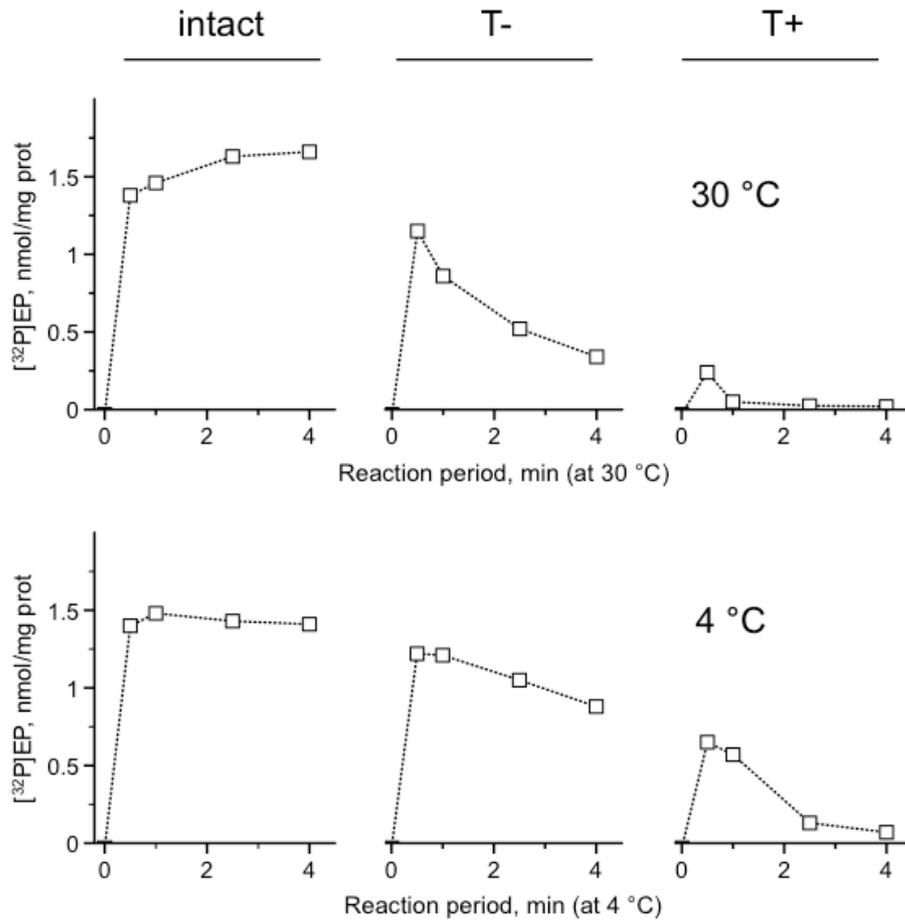 intact T- T+
[³²P]EP, nmol/mg prot
1.5
1
0.5
0
30 °C
0 2 4 0 2 4 0 2 4
Reaction period, min (at 30 °C)
[³²P]EP, nmol/mg prot
1.5
1
0.5
0
4 °C
0 2 4 0 2 4 0 2 4
Reaction period, min (at 4 °C)